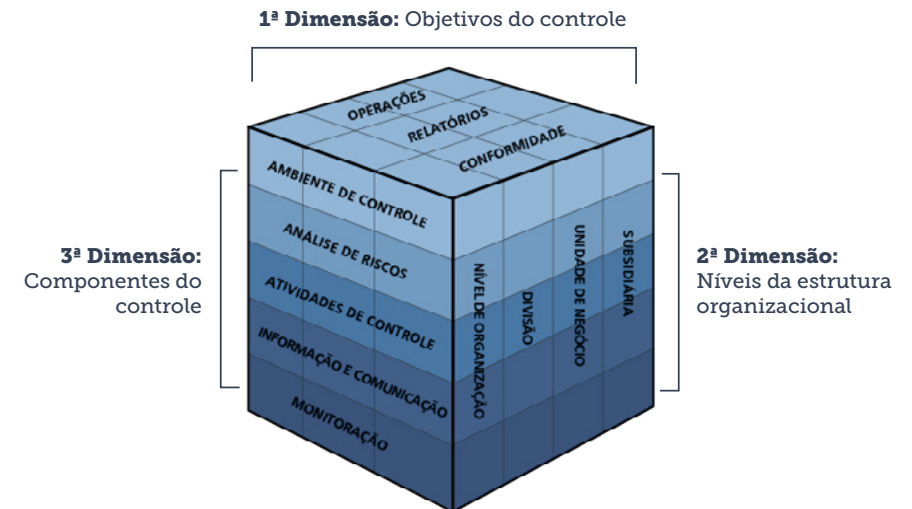 1ª Dimensão: Objetivos do controle
OPERAÇÕES
RELATÓRIOS
CONFORMIDADE
AMBIENTE DE CONTROLE
ANÁLISE DE RISCOS
ATIVIDADES DE CONTROLE
INFORMAÇÃO E COMUNICAÇÃO
MONITORAÇÃO
NÍVEL DE ORGANIZAÇÃO
DIVISÃO
UNIDADE DE NEGÓCIO
SUBSIDIÁRIA
3ª Dimensão:
Componentes do
controle
2ª Dimensão:
Níveis da estrutura
organizacional